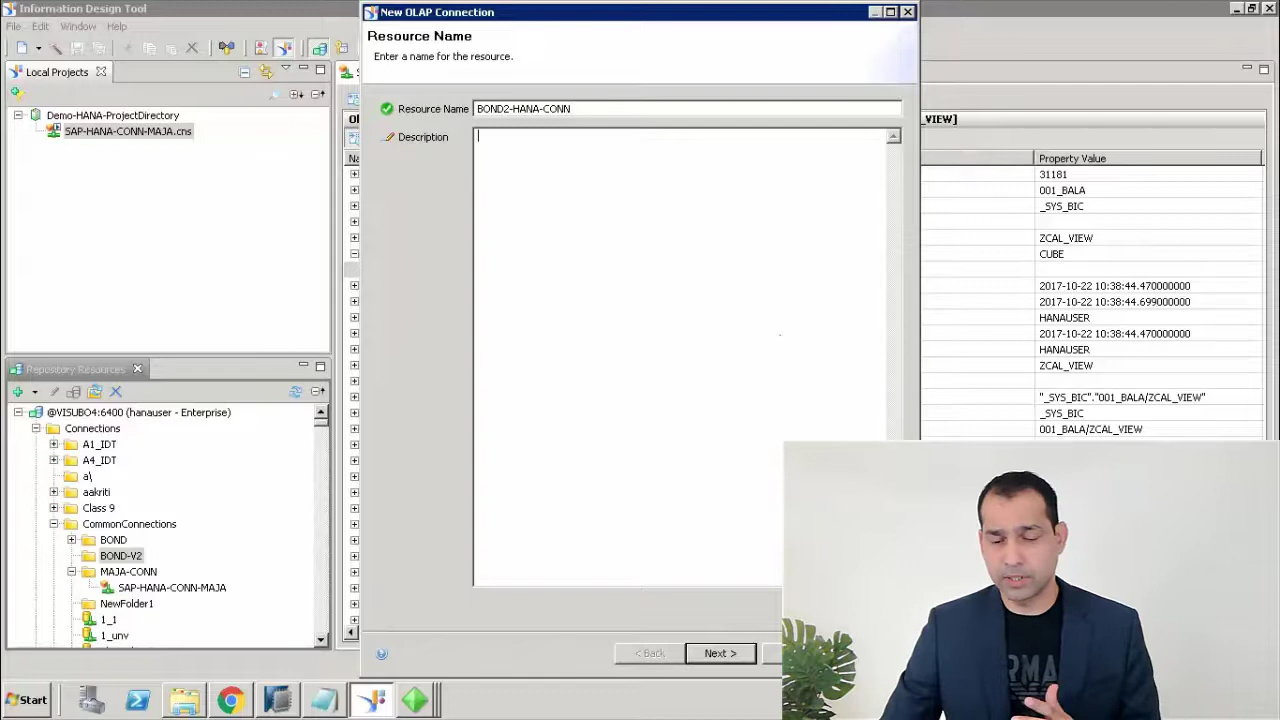 Information Design Tool
New OLAP Connection
File Edit Window Help
Resource Name
Enter a name for the resource.
Local Projects
Demo-HANA-ProjectDirectory
SAP-HANA-CONN-MAJA.cns
Resource Name BOND2-HANA-CONN
Description
_VIEW]
Property Value
31181
001_BALA
_SYS_BIC
ZCAL_VIEW
CUBE
2017-10-22 10:38:44.470000000
2017-10-22 10:38:44.699000000
HANAUSER
2017-10-22 10:38:44.470000000
HANAUSER
ZCAL_VIEW
"_SYS_BIC"."001_BALA/ZCAL_VIEW"
_SYS_BIC
001_BALA/ZCAL_VIEW
Repository Resources
@VISUBO4:6400 (hanauser - Enterprise)
Connections
A1_IDT
A4_IDT
a\
aakriti
Class 9
CommonConnections
BOND
BOND-V2
MAJA-CONN
SAP-HANA-CONN-MAJA
NewFolder1
1_1
1_unv
< Back Next >
Start